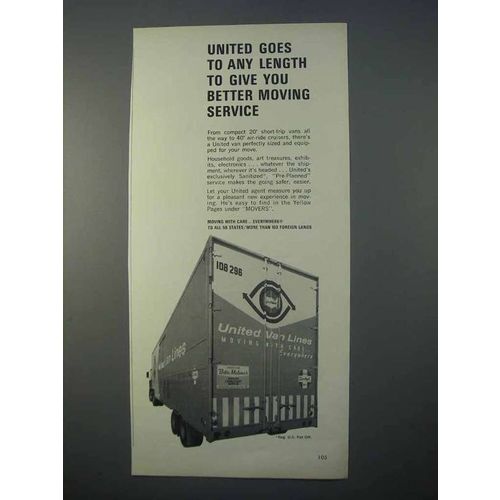 UNITED GOES
TO ANY LENGTH
TO GIVE YOU
BETTER MOVING
SERVICE
From compact 20' short-trip vans all
the way to 40' air-ride cruisers, there's
a United van perfectly sized and equip-
ped for your move.
Household goods, art treasures, exhib-
its, electronics . . . whatever the ship-
ment, wherever it's headed . . . United's
exclusively Sanitized*, "Pre-Planned"
service makes the going safer, easier.
Let your United agent measure you up
for a pleasant new experience in mov-
ing. He's easy to find in the Yellow
Pages under "MOVERS".
MOVING WITH CARE... EVERYWHERE®
TO ALL 50 STATES/MORE THAN 103 FOREIGN LANDS
IDB 298
United Van Lines
MOVING WITH CARE
Everywhere
Van Lines
*Reg. U.S. Pat. Off.
105